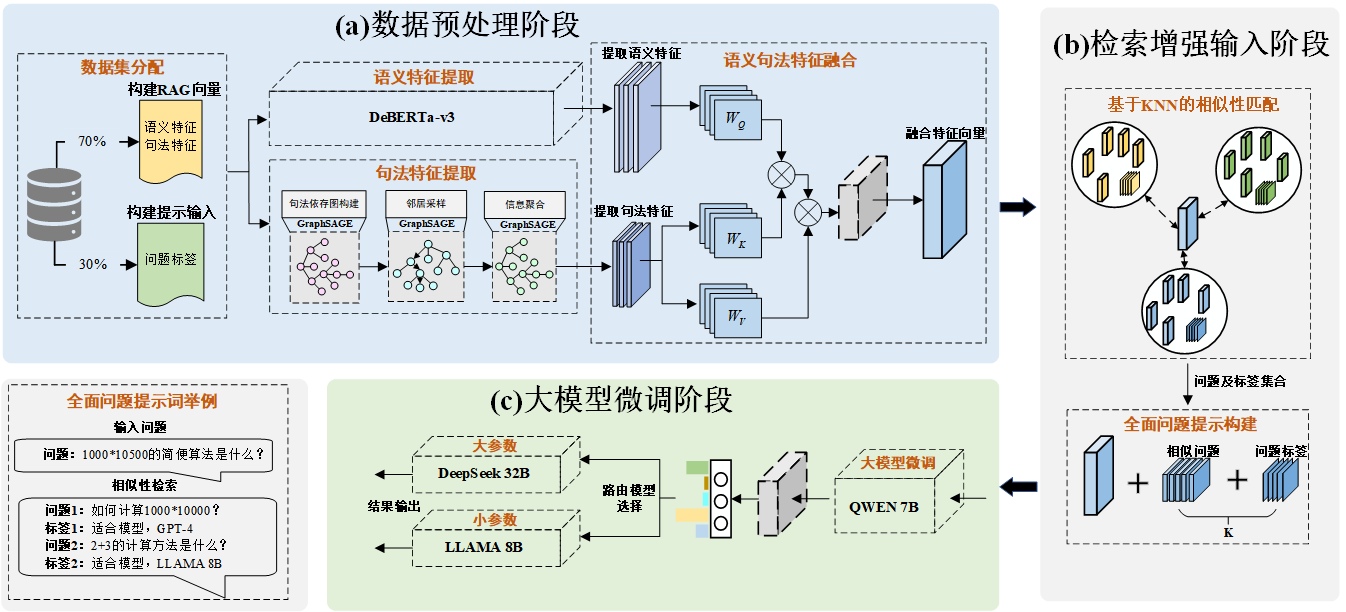 (a)数据预处理阶段
数据集分配
构建RAG向量
语义特征
句法特征
70%
构建提示输入
问题标签
30%
语义特征提取
DeBERTa-v3
句法特征提取
句法依存图构建
GraphSAGE
邻居采样
GraphSAGE
信息聚合
GraphSAGE
语义句法特征融合
提取语义特征
W_Q
提取句法特征
W_K
W_V
融合特征向量
(b)检索增强输入阶段
基于KNN的相似性匹配
问题及标签集合
全面问题提示构建
相似问题
问题标签
+
+
K
(c)大模型微调阶段
大模型微调
QWEN 7B
路由模型
选择
大参数
DeepSeek 32B
小参数
LLAMA 8B
结果输出
全面问题提示词举例
输入问题
问题：1000*10500的简便算法是什么？
相似性检索
问题1：如何计算1000*10000？
标签1：适合模型，GPT-4
问题2：2+3的计算方法是什么？
标签2：适合模型，LLAMA 8B